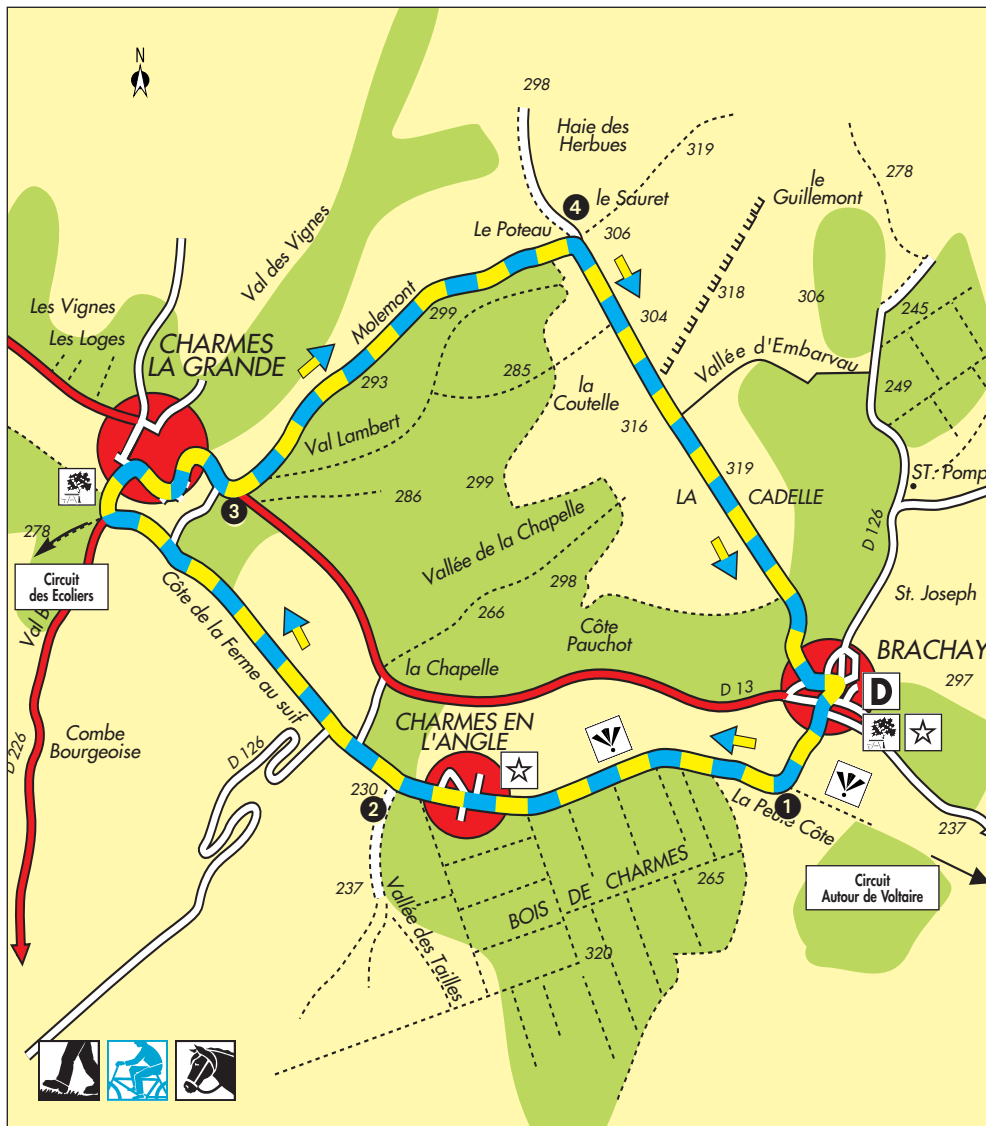 N
298
Haie des
Herbues
319
278
le Sauret
le
Guillemont
4
306
Le Poteau
Val des Vignes
Les Vignes
Les Loges
CHARMES
LA GRANDE
Molemont
299
304
318
306
245
Vallée d'Embarvau
293
285
la
Coutelle
249
316
Val Lambert
319
ST. Pomp
299
286
LA CADELLE
3
278
Vallée de la Chapelle
D 126
Circuit
des Ecoliers
298
St. Joseph
266
Côte
Pauchot
Côte de la Ferme au suif
la Chapelle
BRACHAY
D
297
D 13
CHARMES EN
L'ANGLE
Combe
Bourgeoise
D 226
D 126
230
2
1
La Petite Côte
237
Circuit
Autour de Voltaire
237
Vallée des Tailles
BOIS DE CHARMES
265
320